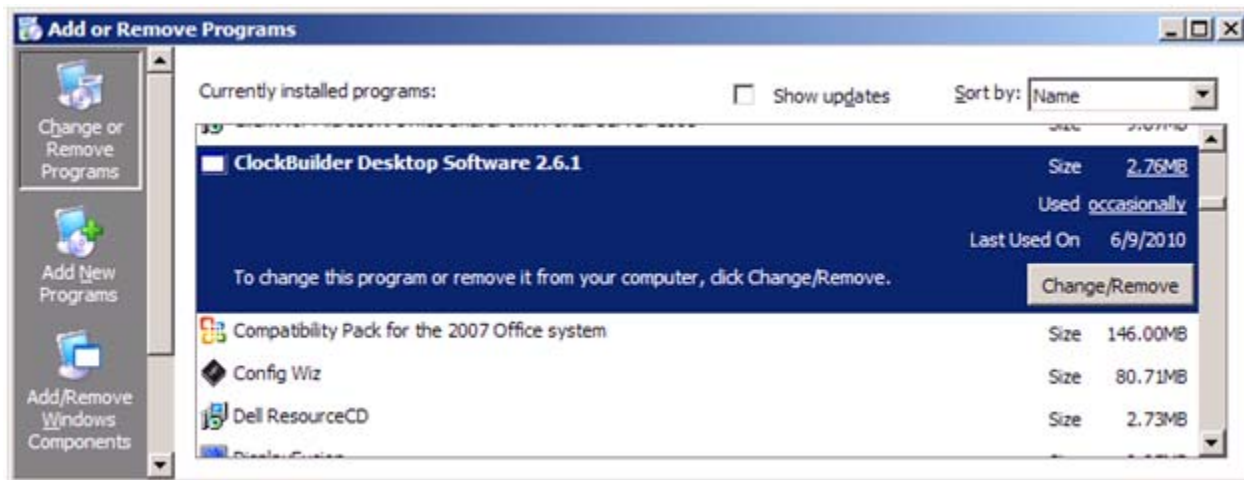 Add or Remove Programs
Change or
Remove
Programs
Add New
Programs
Add/Remove
Windows
Components
Currently installed programs:
Show updates
Sort by: Name
ClockBuilder Desktop Software 2.6.1 Size 2.76MB
Used occasionally
Last Used On 6/9/2010
To change this program or remove it from your computer, click Change/Remove.
Change/Remove
Compatibility Pack for the 2007 Office system Size 146.00MB
Config Wiz Size 80.71MB
Dell ResourceCD Size 2.73MB